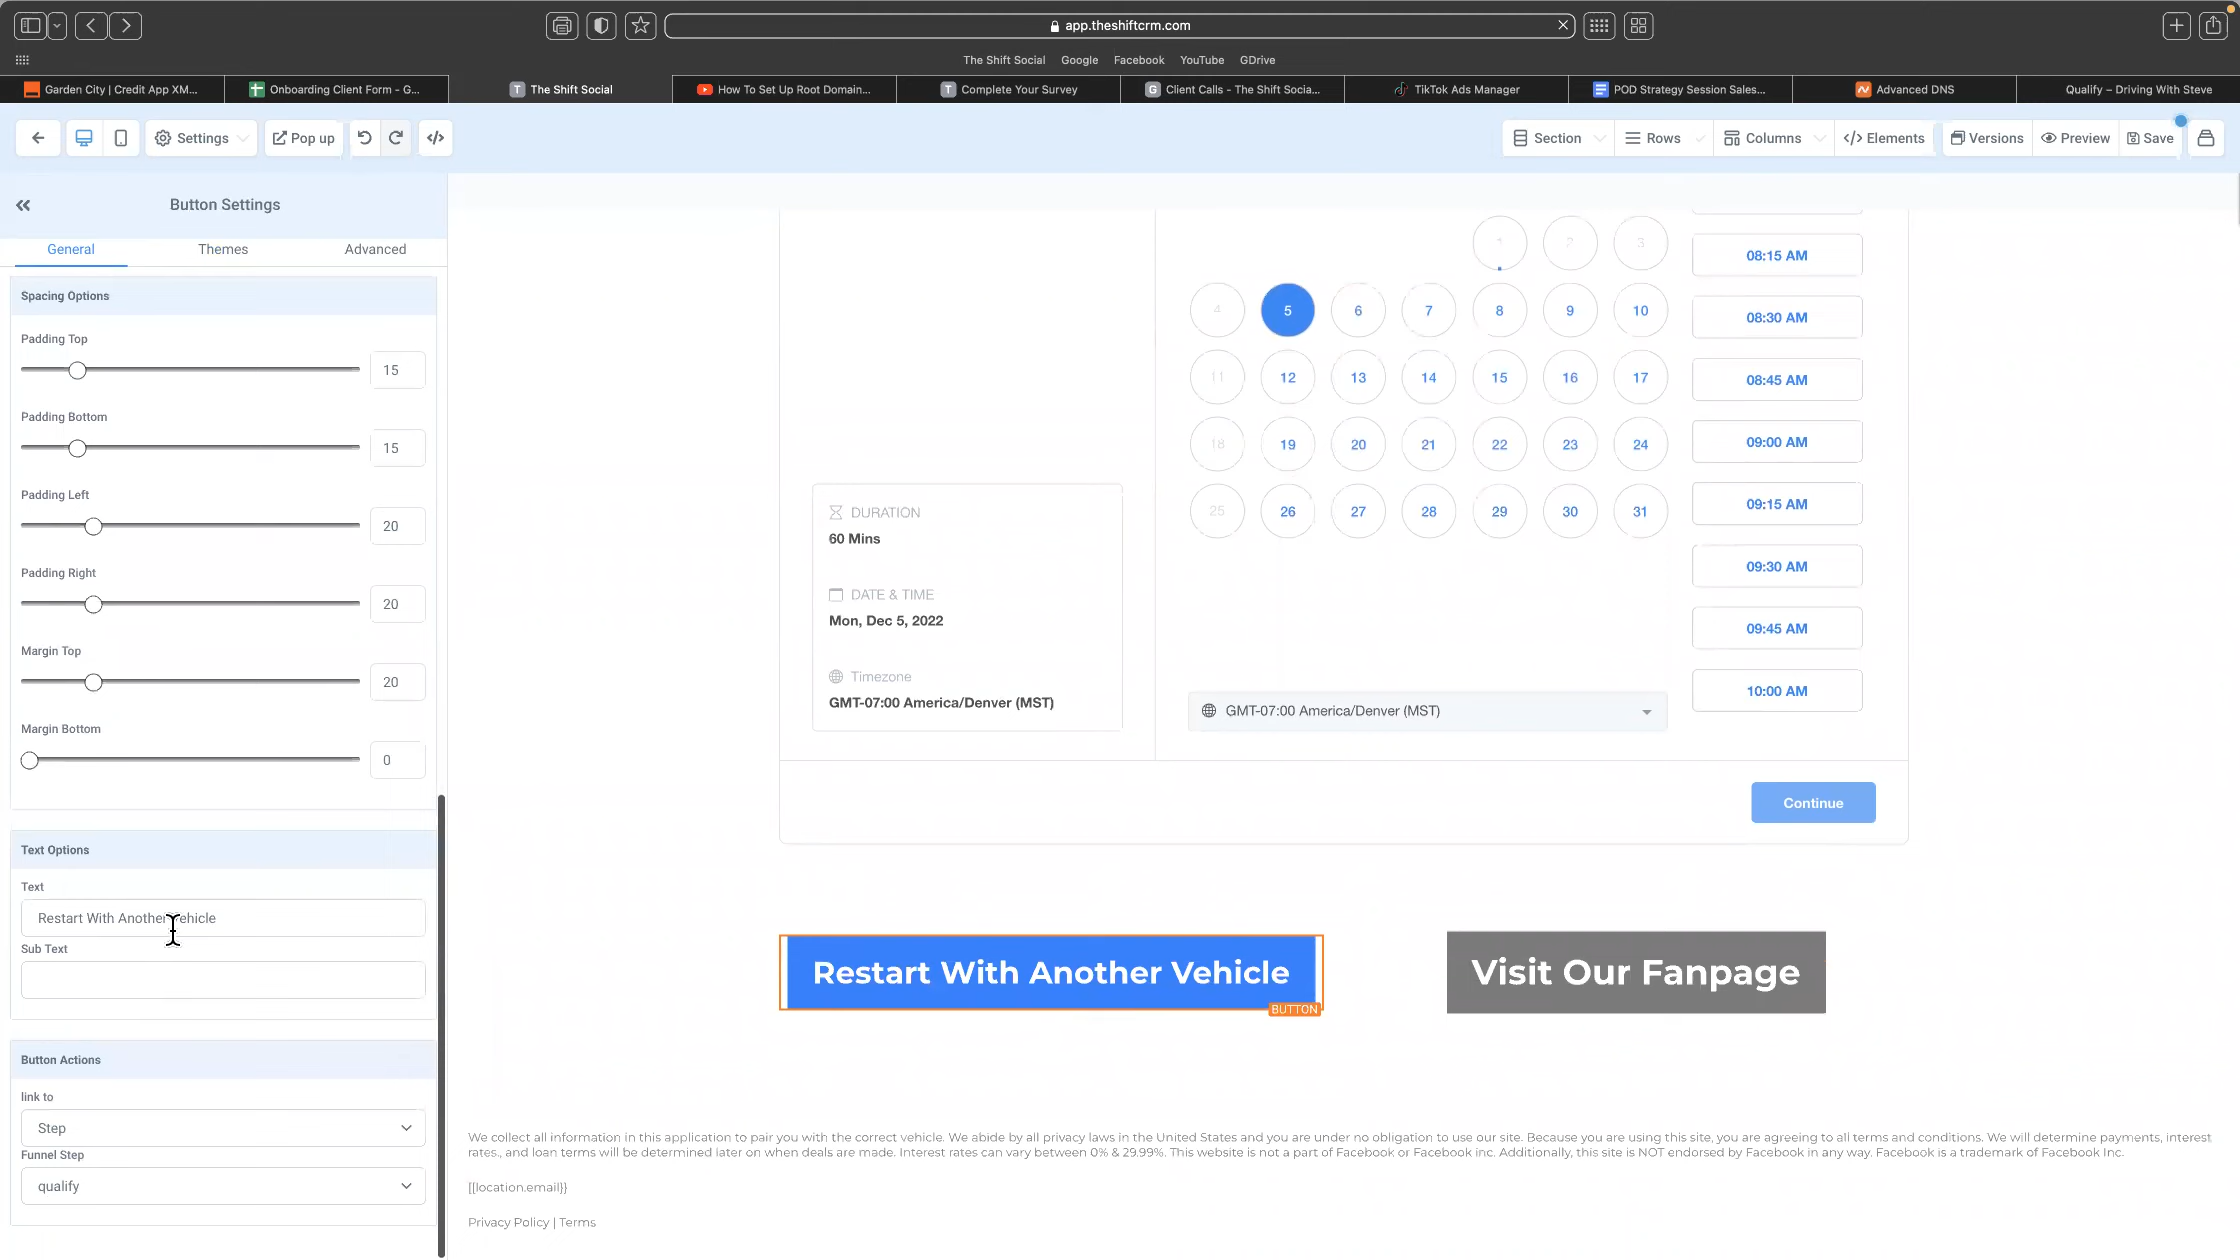 app.theshiftcrm.com
The Shift Social Google Facebook YouTube GDrive
Garden City | Credit App XM...
Onboarding Client Form - G...
The Shift Social
How To Set Up Root Domain...
Complete Your Survey
Client Calls - The Shift Socia...
TikTok Ads Manager
POD Strategy Session Sales...
Advanced DNS
Qualify – Driving With Steve
Settings
Pop up
Section
Rows
Columns
Elements
Versions
Preview
Save
Button Settings
General Themes Advanced
Spacing Options
Padding Top
15
Padding Bottom
15
Padding Left
20
Padding Right
20
Margin Top
20
Margin Bottom
0
Text Options
Text
Restart With Another Vehicle
Sub Text
Button Actions
link to
Step
Funnel Step
qualify
DURATION
60 Mins
DATE & TIME
Mon, Dec 5, 2022
Timezone
GMT-07:00 America/Denver (MST)
1 2 3
4 5 6 7 8 9 10
11 12 13 14 15 16 17
18 19 20 21 22 23 24
25 26 27 28 29 30 31
GMT-07:00 America/Denver (MST)
08:15 AM
08:30 AM
08:45 AM
09:00 AM
09:15 AM
09:30 AM
09:45 AM
10:00 AM
Continue
Restart With Another Vehicle
BUTTON
Visit Our Fanpage
We collect all information in this application to pair you with the correct vehicle. We abide by all privacy laws in the United States and you are under no obligation to use our site. Because you are using this site, you are agreeing to all terms and conditions. We will determine payments, interest
rates., and loan terms will be determined later on when deals are made. Interest rates can vary between 0% & 29.99%. This website is not a part of Facebook or Facebook inc. Additionally, this site is NOT endorsed by Facebook in any way. Facebook is a trademark of Facebook Inc.
[[location.email}}
Privacy Policy | Terms